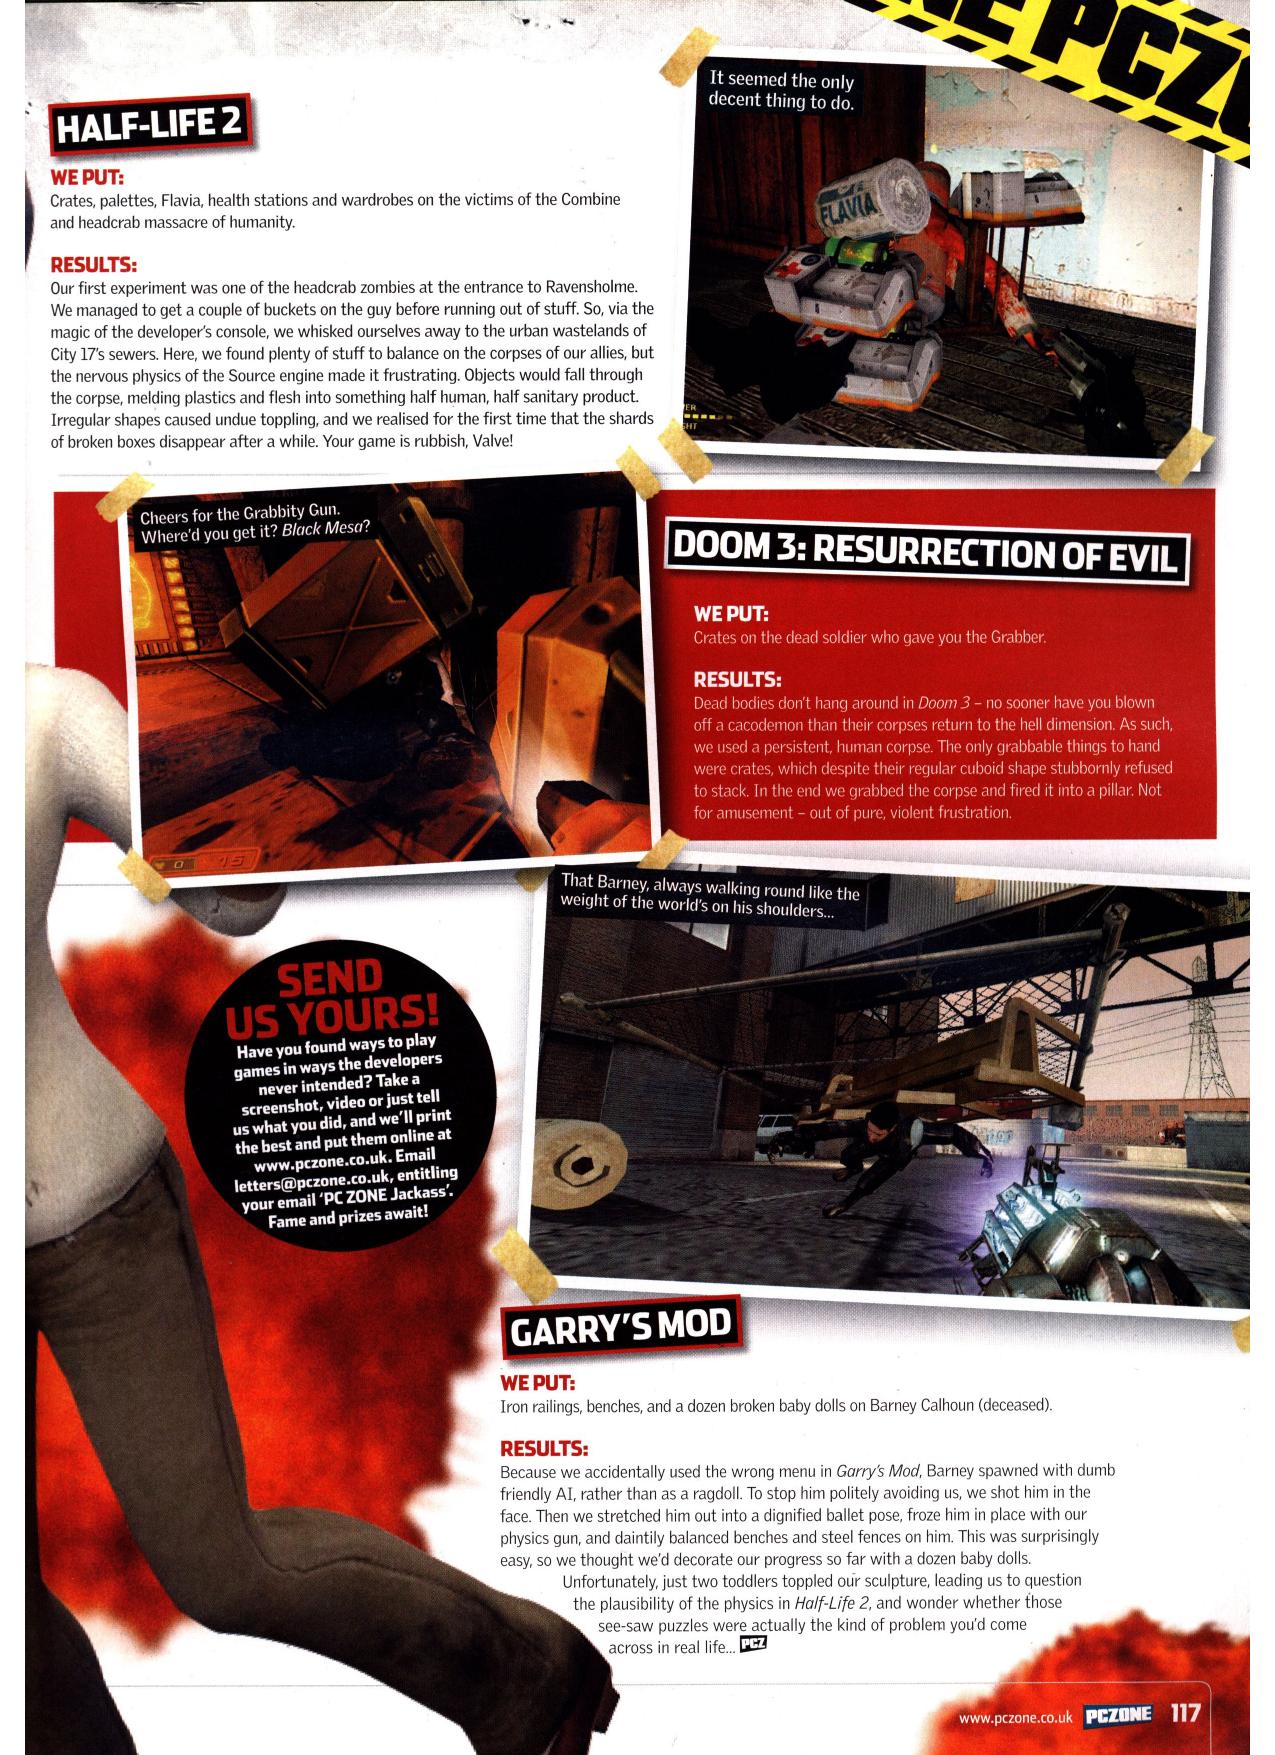 NE PCZO
HALF-LIFE 2
WE PUT:
Crates, palettes, Flavia, health stations and wardrobes on the victims of the Combine
and headcrab massacre of humanity.
RESULTS:
Our first experiment was one of the headcrab zombies at the entrance to Ravensholme.
We managed to get a couple of buckets on the guy before running out of stuff. So, via the
magic of the developer's console, we whisked ourselves away to the urban wastelands of
City 17's sewers. Here, we found plenty of stuff to balance on the corpses of our allies, but
the nervous physics of the Source engine made it frustrating. Objects would fall through
the corpse, melding plastics and flesh into something half human, half sanitary product.
Irregular shapes caused undue toppling, and we realised for the first time that the shards
of broken boxes disappear after a while. Your game is rubbish, Valve!
It seemed the only
decent thing to do.
FLAVIA
Cheers for the Grabbity Gun.
Where'd you get it? Black Mesa?
0 15
DOOM 3: RESURRECTION OF EVIL
WE PUT:
Crates on the dead soldier who gave you the Grabber.
RESULTS:
Dead bodies don't hang around in Doom 3 – no sooner have you blown
off a cacodemon than their corpses return to the hell dimension. As such,
we used a persistent, human corpse. The only grabbable things to hand
were crates, which despite their regular cuboid shape stubbornly refused
to stack. In the end we grabbed the corpse and fired it into a pillar. Not
for amusement – out of pure, violent frustration.
That Barney, always walking round like the
weight of the world's on his shoulders...
SEND
US YOURS!
Have you found ways to play
games in ways the developers
never intended? Take a
screenshot, video or just tell
us what you did, and we'll print
the best and put them online at
www.pczone.co.uk. Email
letters@pczone.co.uk, entitling
your email 'PC ZONE Jackass'.
Fame and prizes await!
GARRY'S MOD
WE PUT:
Iron railings, benches, and a dozen broken baby dolls on Barney Calhoun (deceased).
RESULTS:
Because we accidentally used the wrong menu in Garry's Mod, Barney spawned with dumb
friendly AI, rather than as a ragdoll. To stop him politely avoiding us, we shot him in the
face. Then we stretched him out into a dignified ballet pose, froze him in place with our
physics gun, and daintily balanced benches and steel fences on him. This was surprisingly
easy, so we thought we'd decorate our progress so far with a dozen baby dolls.
Unfortunately, just two toddlers toppled our sculpture, leading us to question
the plausibility of the physics in Half-Life 2, and wonder whether those
see-saw puzzles were actually the kind of problem you'd come
across in real life... PCZ
www.pczone.co.uk PCZONE 117